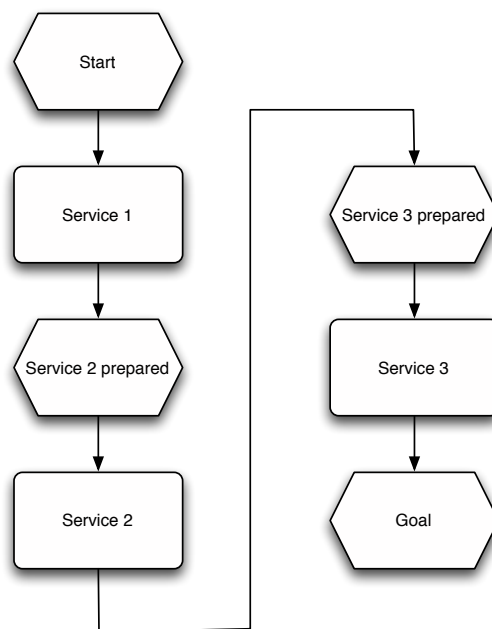 Start
Service 1
Service 2 prepared
Service 2
Service 3 prepared
Service 3
Goal